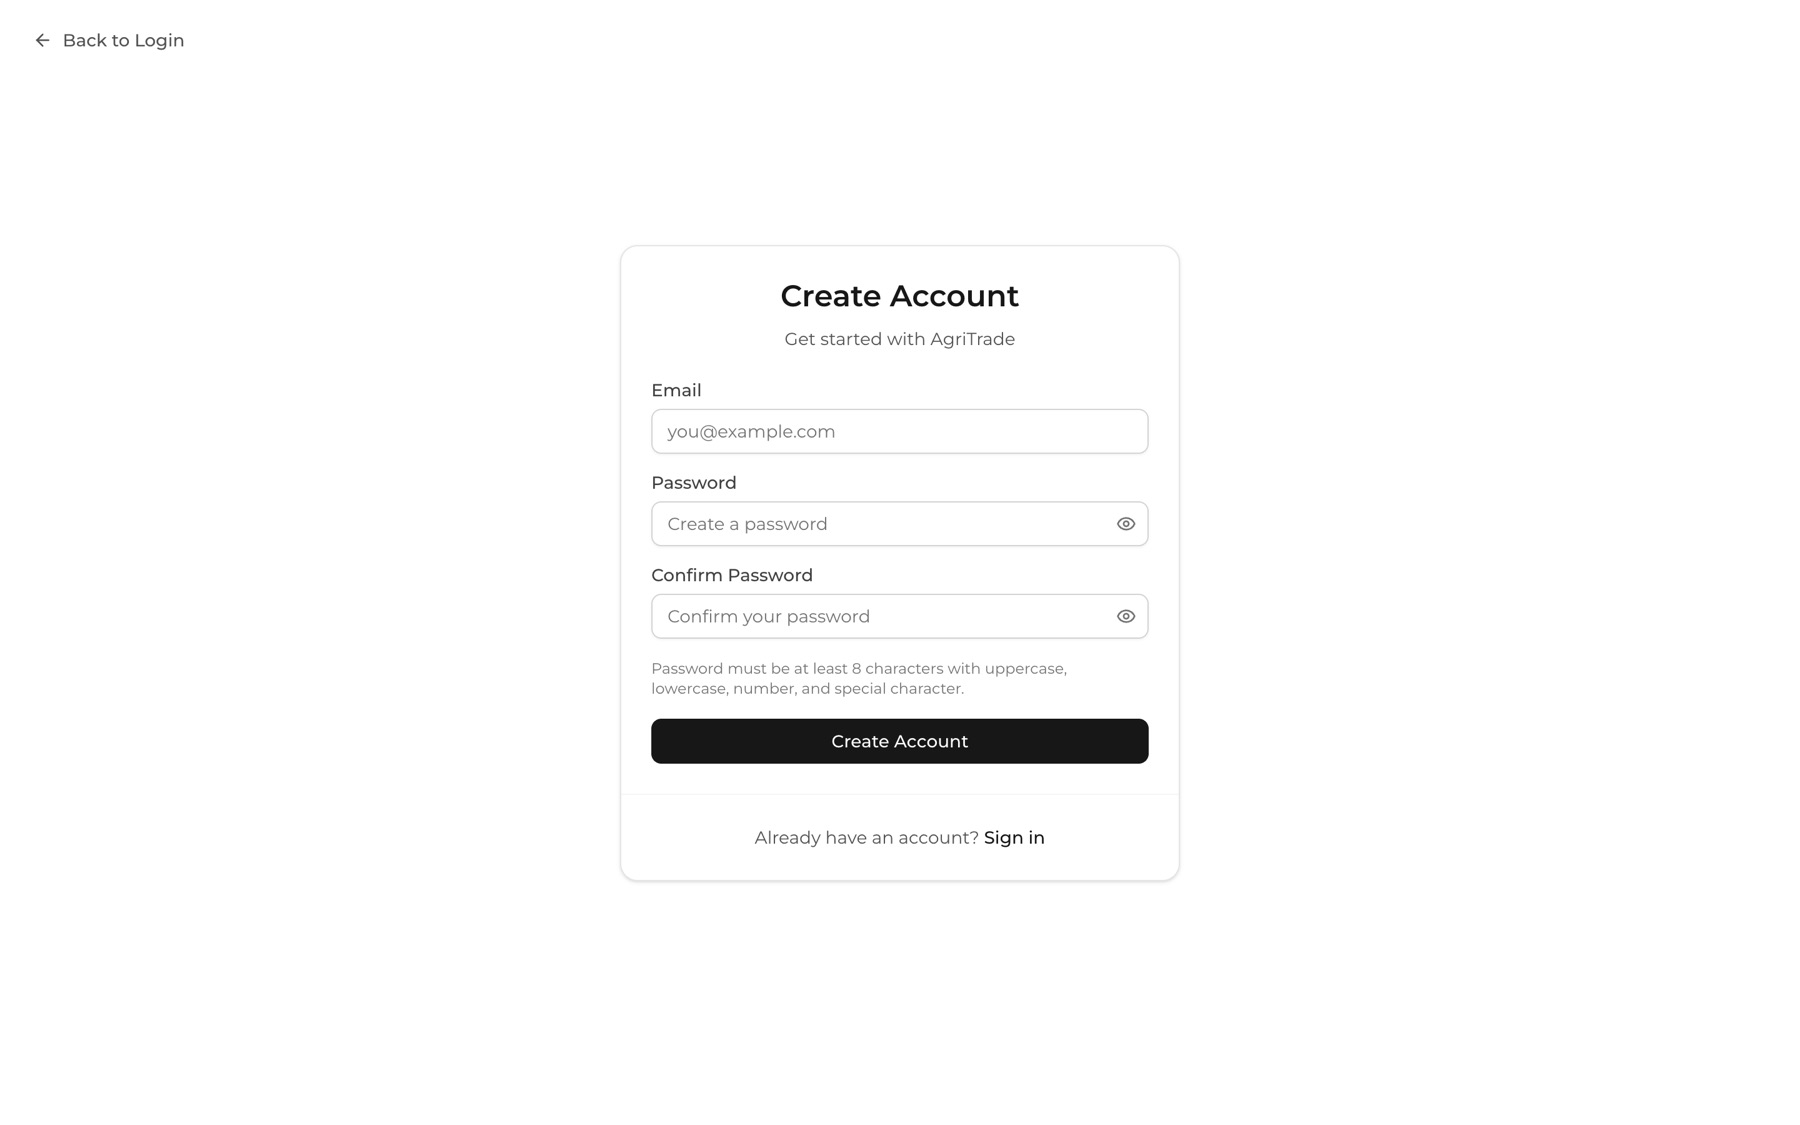 Back to Login
Create Account
Get started with AgriTrade
Email
you@example.com
Password
Create a password
Confirm Password
Confirm your password
Password must be at least 8 characters with uppercase,
lowercase, number, and special character.
Create Account
Already have an account? Sign in